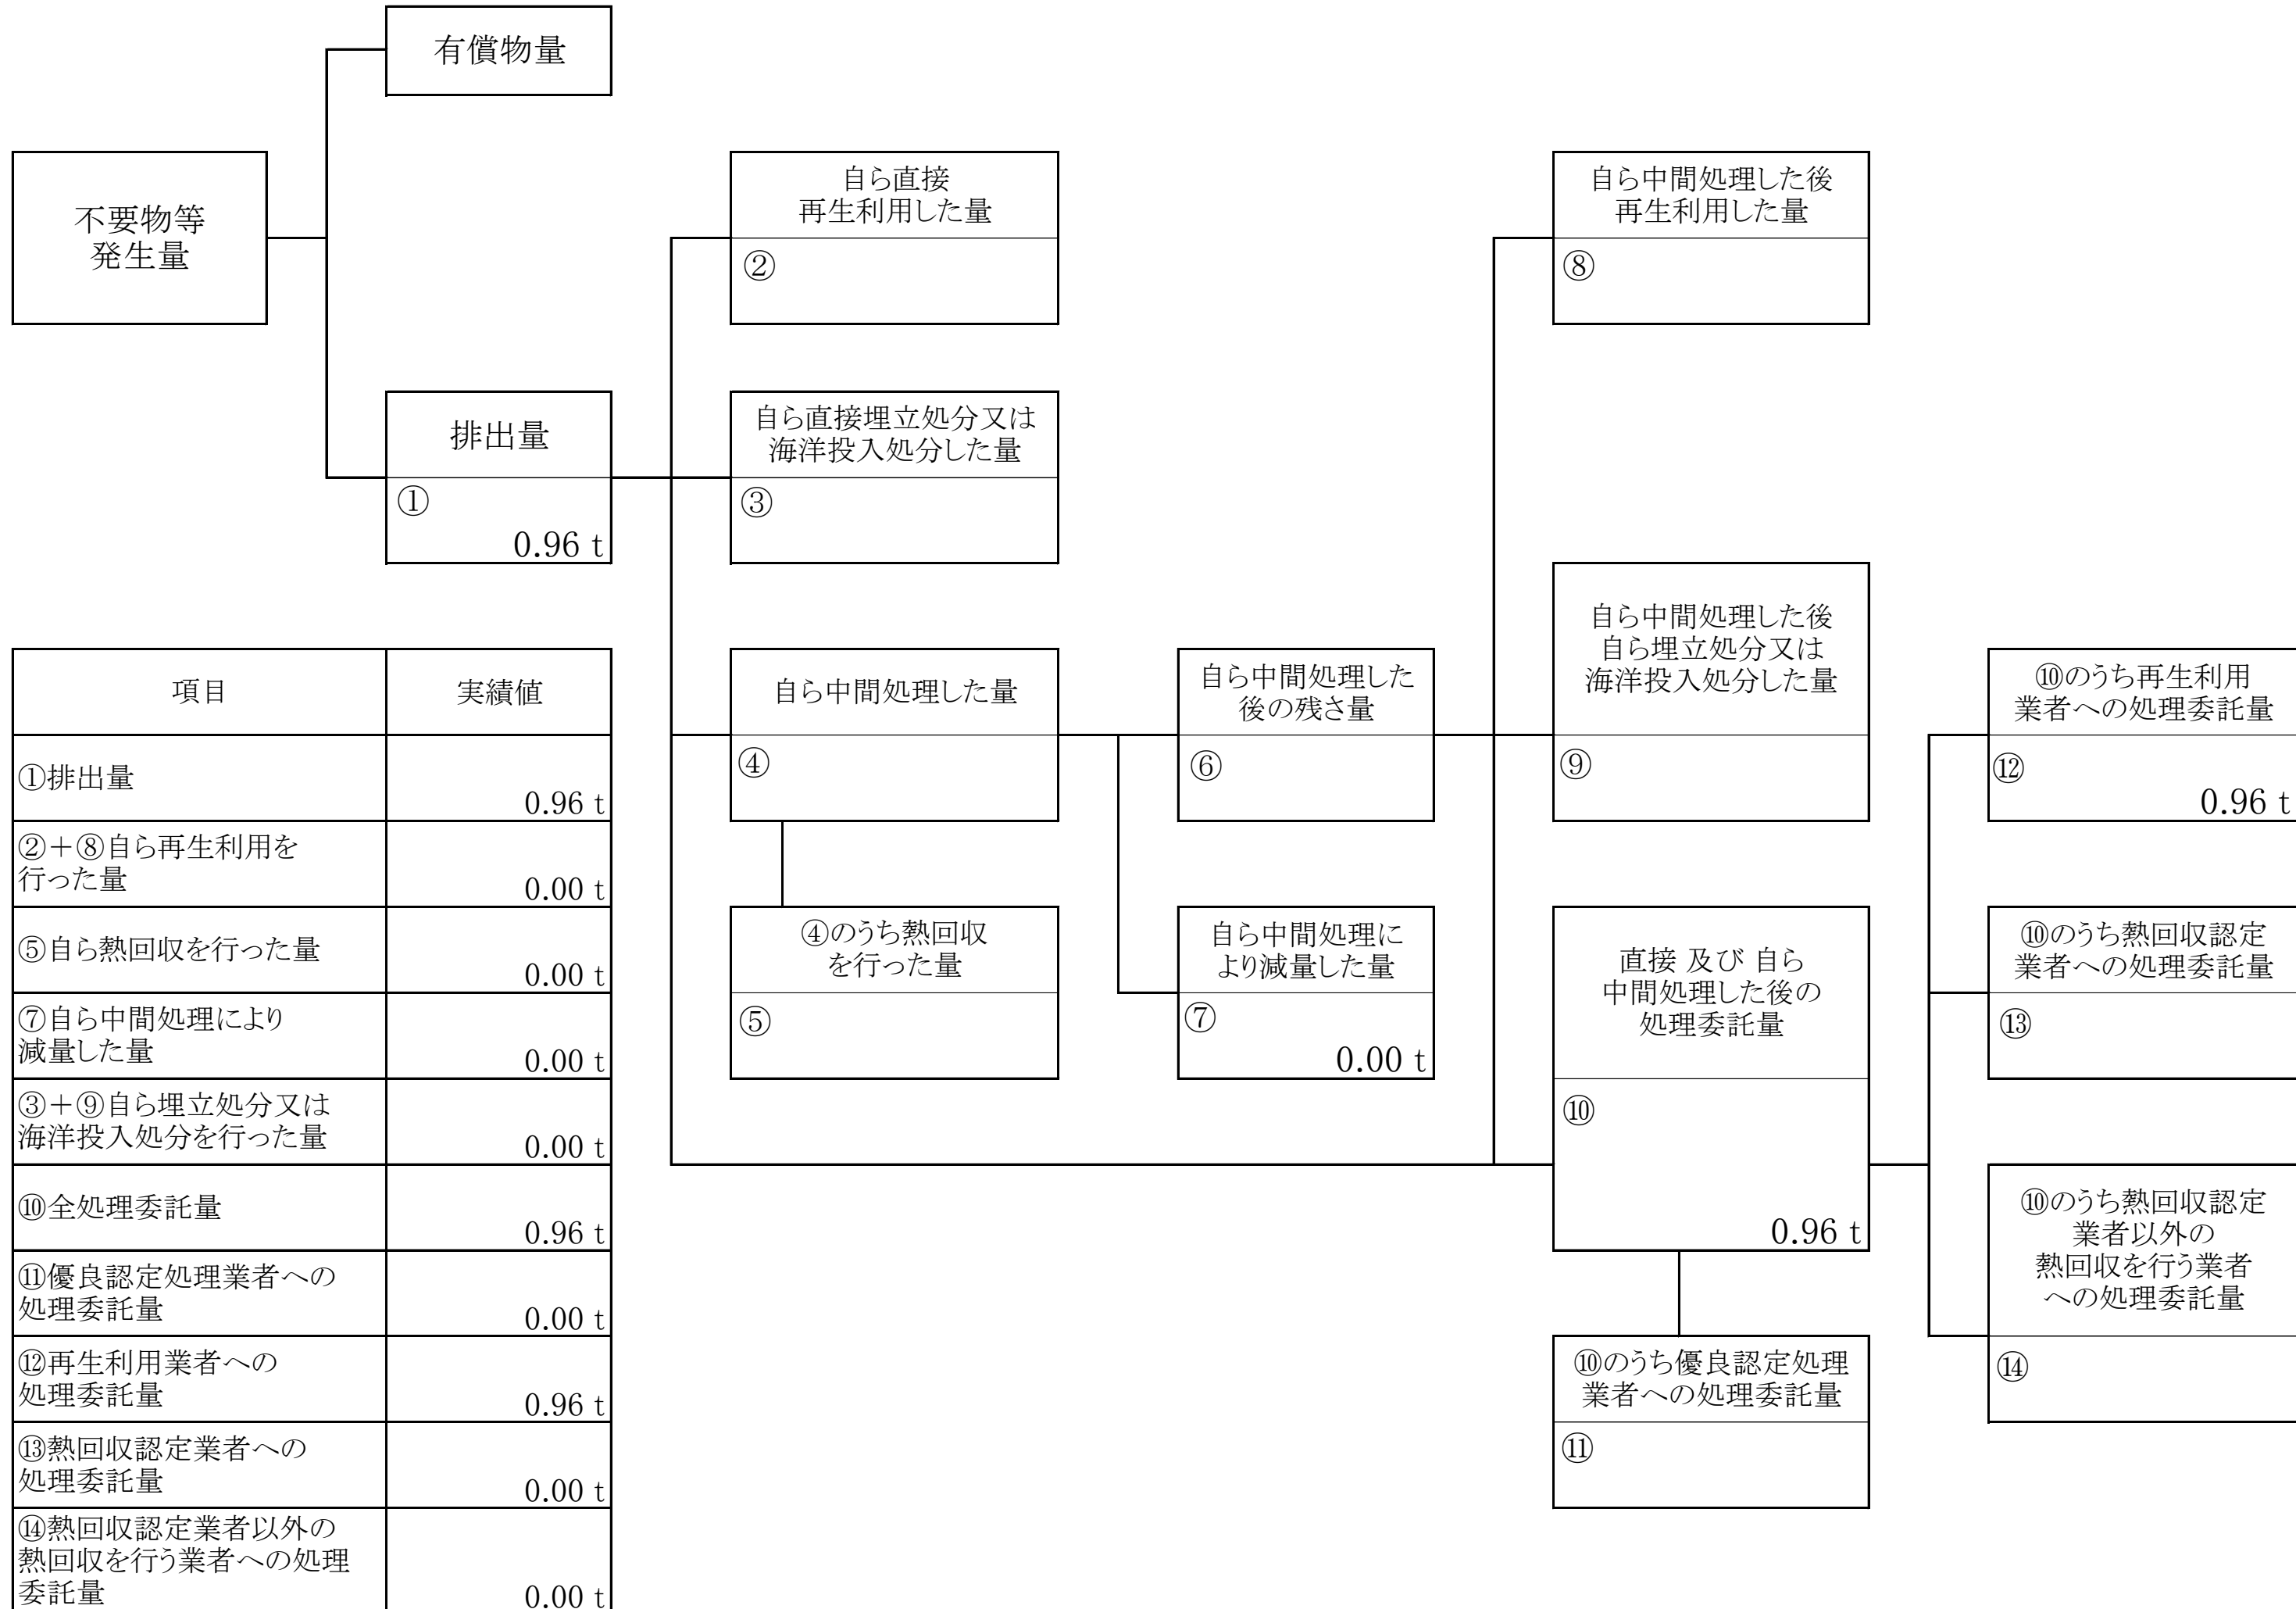 有償物量
不要物等
発生量
自ら直接
再生利用した量
②
自ら中間処理した後
再生利用した量
⑧
排出量
①
0.96 t
自ら直接埋立処分又は
海洋投入処分した量
③
自ら中間処理した量
④
自ら中間処理した
後の残さ量
⑥
自ら中間処理した後
自ら埋立処分又は
海洋投入処分した量
⑨
⑩のうち再生利用
業者への処理委託量
⑫
0.96 t
④のうち熱回収
を行った量
⑤
自ら中間処理に
より減量した量
⑦
0.00 t
直接 及び 自ら
中間処理した後の
処理委託量
⑩
0.96 t
⑩のうち熱回収認定
業者への処理委託量
⑬
⑩のうち熱回収認定
業者以外の
熱回収を行う業者
への処理委託量
⑭
⑩のうち優良認定処理
業者への処理委託量
⑪
項目 実績値
①排出量
0.96 t
②+⑧自ら再生利用を
行った量
0.00 t
⑤自ら熱回収を行った量
0.00 t
⑦自ら中間処理により
減量した量
0.00 t
③+⑨自ら埋立処分又は
海洋投入処分を行った量
0.00 t
⑩全処理委託量
0.96 t
⑪優良認定処理業者への
処理委託量
0.00 t
⑫再生利用業者への
処理委託量
0.96 t
⑬熱回収認定業者への
処理委託量
0.00 t
⑭熱回収認定業者以外の
熱回収を行う業者への処理
委託量
0.00 t